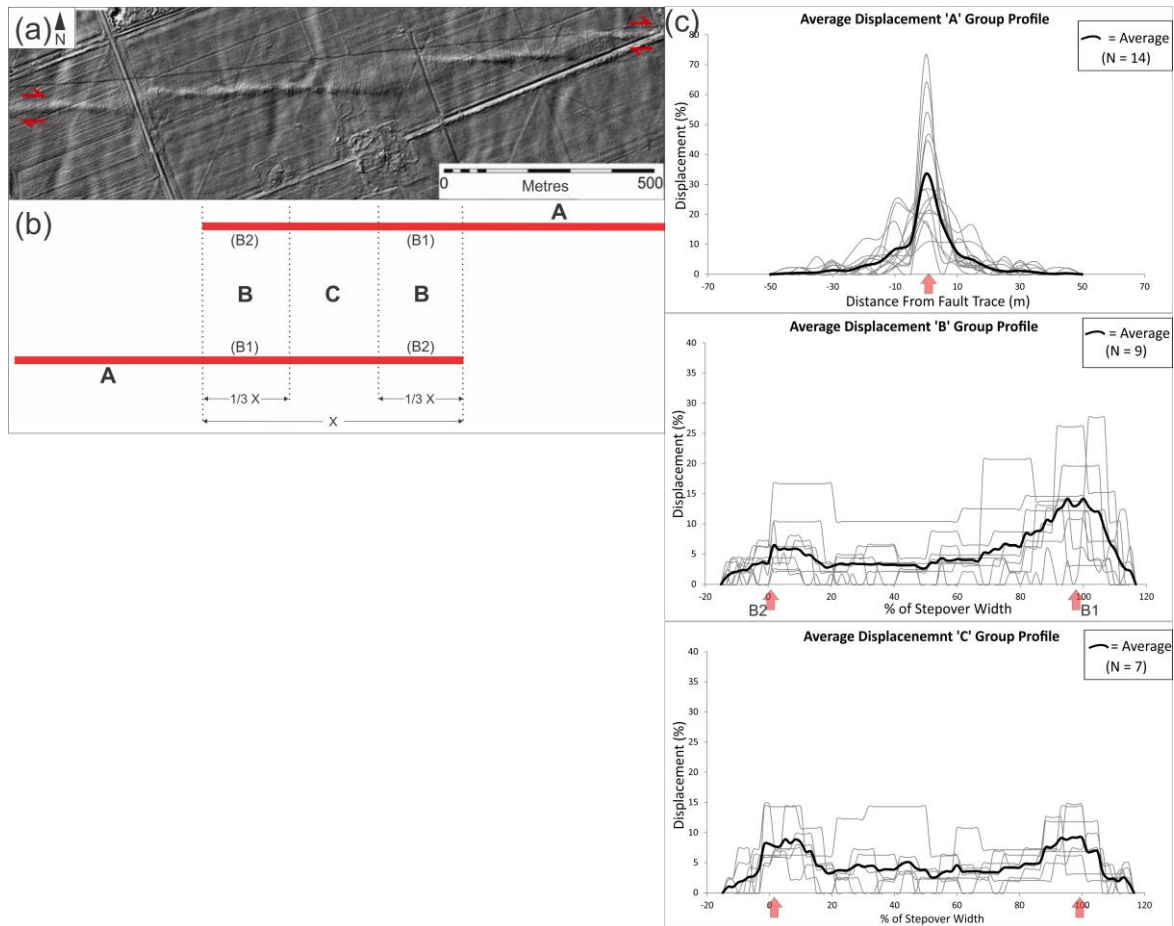 (a)
N
0
Metres
500
(b)
A
(B2)
(B1)
B
C
B
(B1)
(B2)
A
1/3 X
1/3 X
X
(c)
Average Displacement 'A' Group Profile
= Average
(N = 14)
Displacement (%)
80
70
60
50
40
30
20
10
0
-70
-50
-30
-10
10
30
50
70
Distance From Fault Trace (m)
Average Displacement 'B' Group Profile
= Average
(N = 9)
Displacement (%)
40
35
30
25
20
15
10
5
0
-20
0
20
40
60
80
100
120
B2
% of Stepover Width
B1
Average Displacenemnt 'C' Group Profile
= Average
(N = 7)
Displacement (%)
40
35
30
25
20
15
10
5
0
-20
0
20
40
60
80
100
120
% of Stepover Width